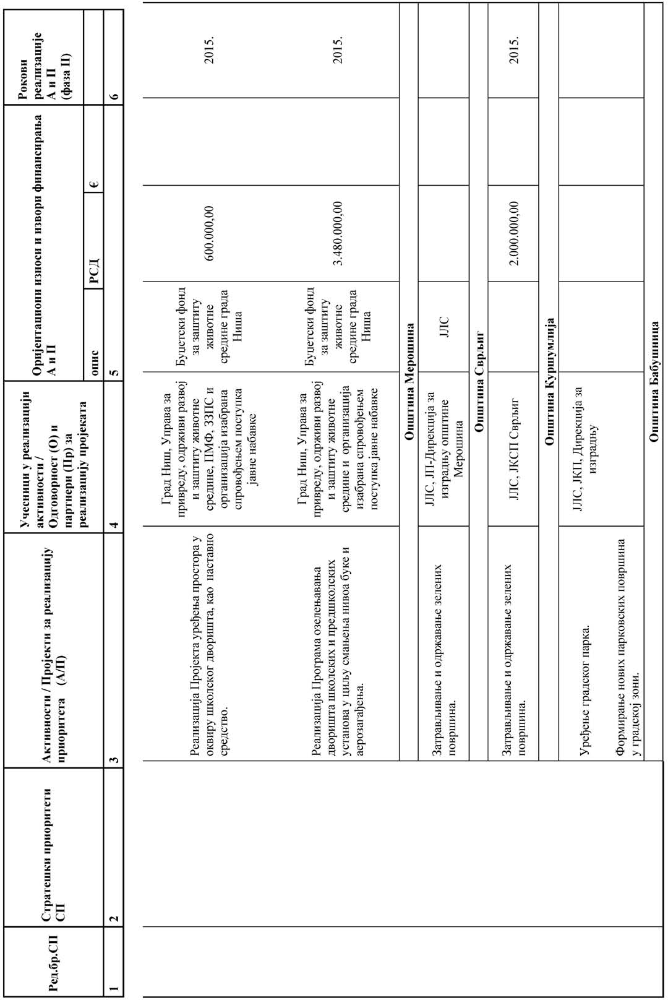 Ред.бр.СП
Стратешки приоритети
СП
Активности / Пројекти за реализацију
приоритета (А/П)
Учесници у реализацији
активности /
Одговорност (О) и
партнери (Пр) за
реализацију пројеката
Оријентациони износи и извори финансирања
А и П
опис
РСД
€
Рокови
реализације
А и П
(фаза II)
1
2
3
4
5
6
Реализација Пројекта уређења простора у
оквиру школског дворишта, као наставно
средство.
Град Ниш, Управа за
привреду, одрживи развој
и заштиту животне
средине, ПМФ, ЗЗПС и
организација изабрана
спровођењем поступка
јавне набавке
Буџетски фонд
за заштиту
животне
средине града
Ниша
600.000,00
2015.
Реализација Програма озелењавања
дворишта школских и предшколских
установа у циљу смањења нивоа буке и
аерозагађења.
Град Ниш, Управа за
привреду, одрживи развој
и заштиту животне
средине и организација
изабрана спровођењем
поступка јавне набавке
Буџетски фонд
за заштиту
животне
средине града
Ниша
3.480.000,00
2015.
Општина Мерошина
Затрављивање и одржавање зелених
површина.
ЈЛС, ЈП-Дирекција за
изградњу општине
Мерошина
ЈЛС
Општина Сврљиг
Затрављивање и одржавање зелених
површина.
ЈЛС, ЈКСП Сврљиг
2.000.000,00
2015.
Општина Куршумлија
Уређење градског парка.
Формирање нових парковских површина
у градској зони.
ЈЛС, ЈКП, Дирекција за
изградњу
Општина Бабушница